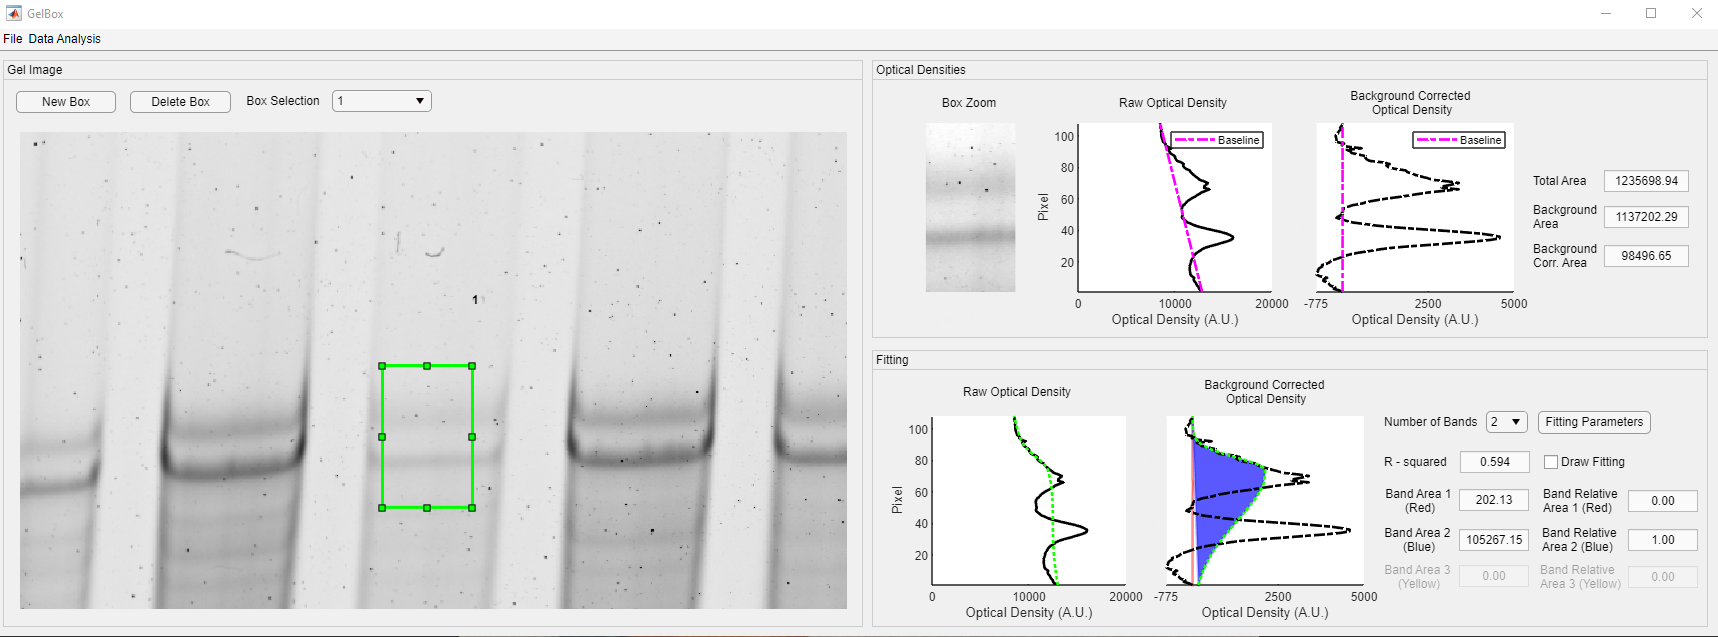 GelBox
File Data Analysis
Gel Image
New Box
Delete Box
Box Selection
1
1
Optical Densities
Box Zoom
Raw Optical Density
Baseline
100
80
60
40
20
Pixel
0
10000
20000
Optical Density (A.U.)
Background Corrected
Optical Density
Baseline
-775
2500
5000
Optical Density (A.U.)
Total Area
1235698.94
Background
Area
1137202.29
Background
Corr. Area
98496.65
Fitting
Raw Optical Density
100
80
60
40
20
Pixel
0
10000
20000
Optical Density (A.U.)
Background Corrected
Optical Density
-775
2500
5000
Optical Density (A.U.)
Number of Bands
2
Fitting Parameters
R - squared
0.594
Draw Fitting
Band Area 1
(Red)
202.13
Band Relative
Area 1 (Red)
0.00
Band Area 2
(Blue)
105267.15
Band Relative
Area 2 (Blue)
1.00
Band Area 3
(Yellow)
0.00
Band Relative
Area 3 (Yellow)
0.00